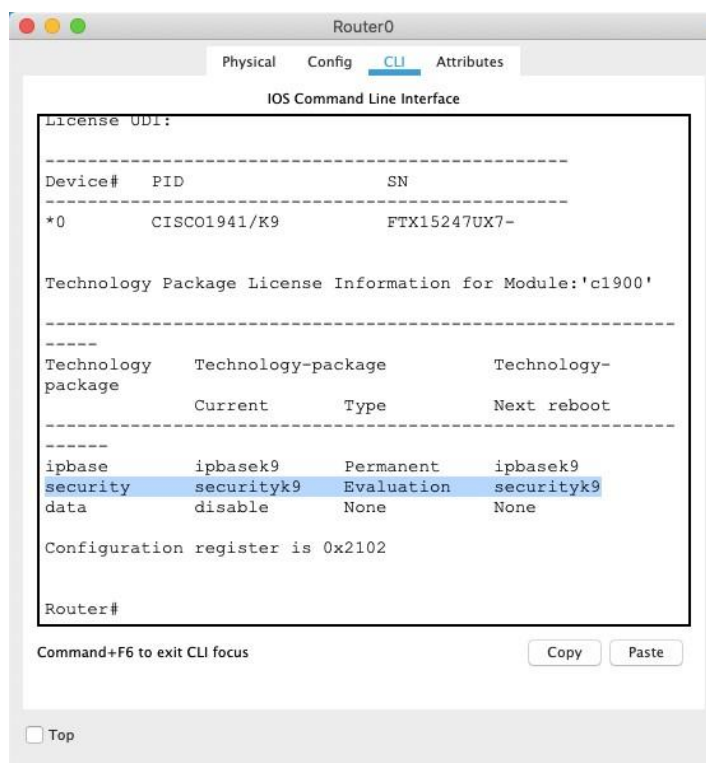 Router0
Physical Config CLI Attributes
IOS Command Line Interface
License UDI:
-------------------------------------------------
Device# PID SN
-------------------------------------------------
*0 CISCO1941/K9 FTX15247UX7-
Technology Package License Information for Module:'c1900'
-----------------------------------------------------------
-----
Technology Technology-package Technology-
package
Current Type Next reboot
-----------------------------------------------------------
------
ipbase ipbasek9 Permanent ipbasek9
security securityk9 Evaluation securityk9
data disable None None
Configuration register is 0x2102
Router#
Command+F6 to exit CLI focus
Copy Paste
Top